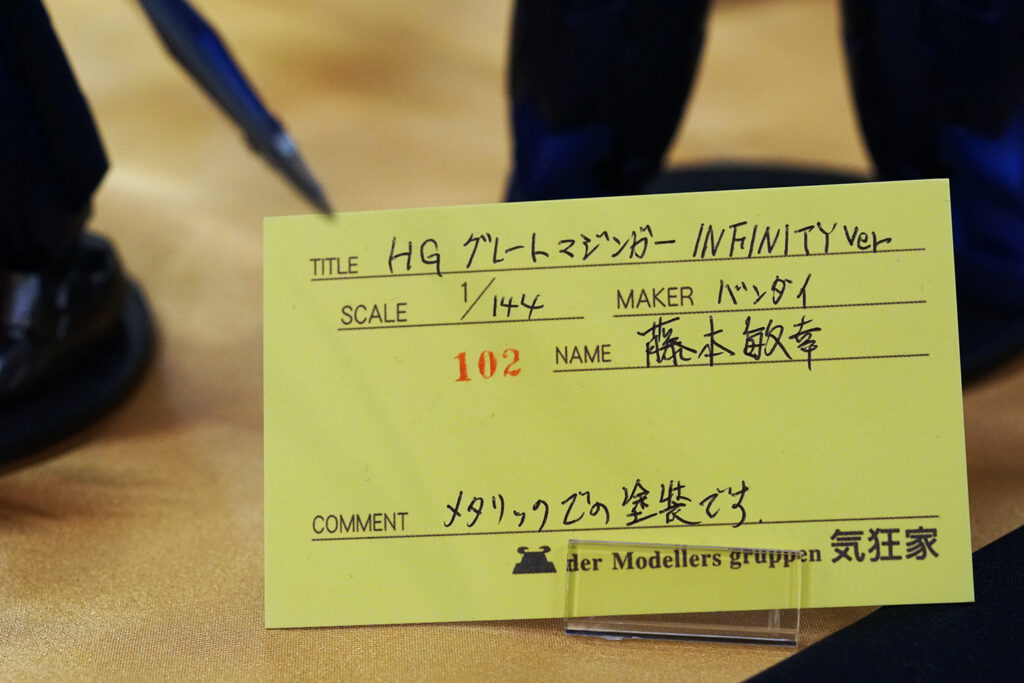 TITLE HG グレートマジンガー INFINITY Ver
SCALE 1/144 MAKER バンダイ
102 NAME 藤本敏幸
COMMENT メタリックでの塗装です.
der Modellers gruppen 気狂家